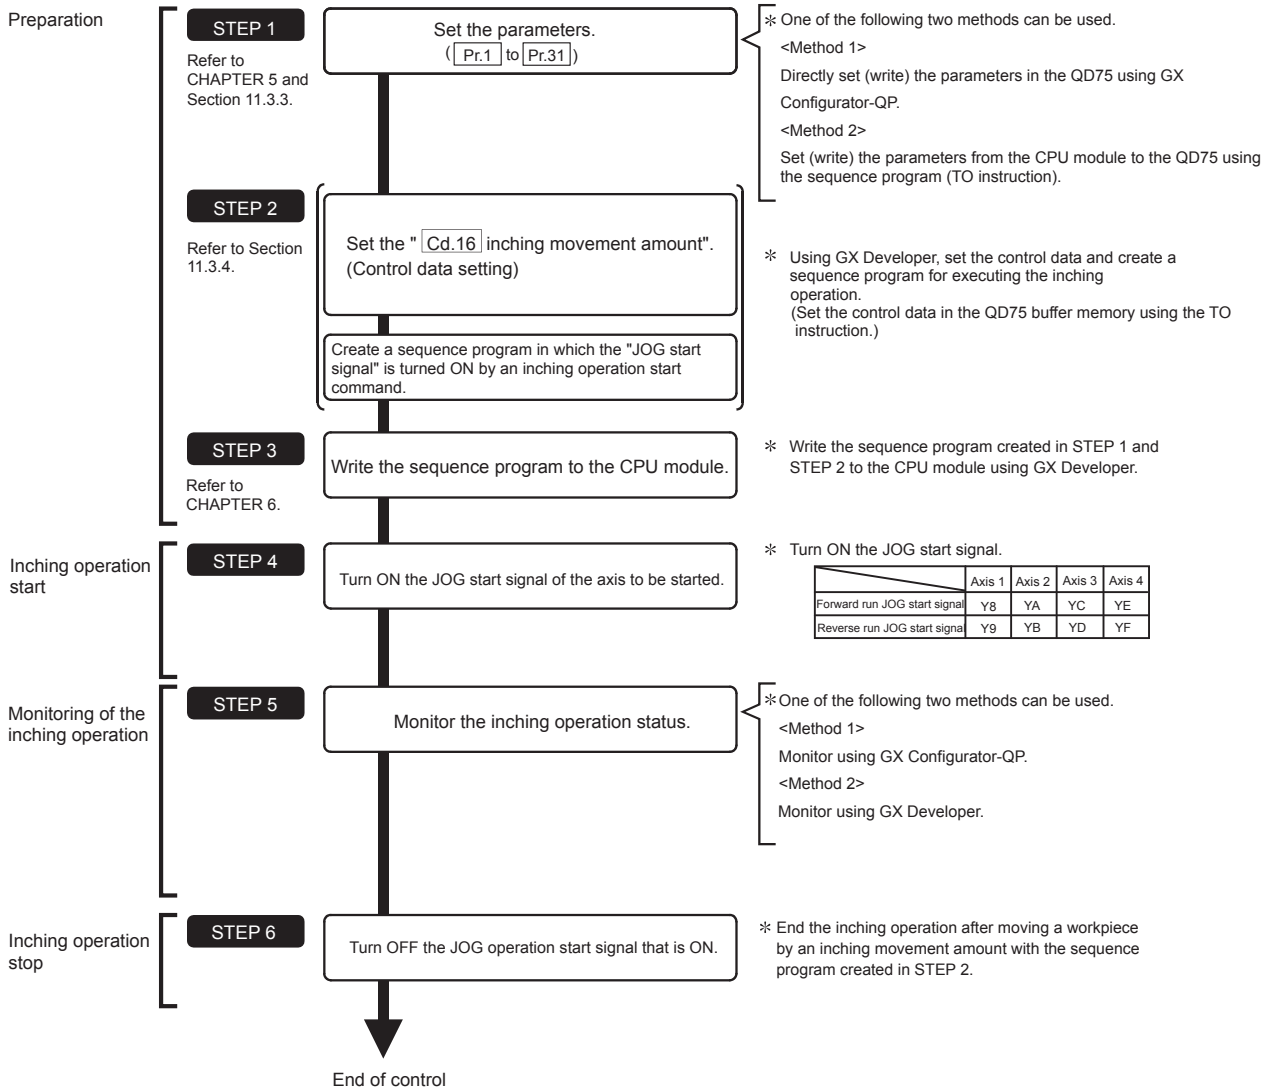 Preparation
STEP 1
Refer to
CHAPTER 5 and
Section 11.3.3.
Set the parameters.
( Pr.1 to Pr.31 )
* One of the following two methods can be used.
<Method 1>
Directly set (write) the parameters in the QD75 using GX
Configurator-QP.
<Method 2>
Set (write) the parameters from the CPU module to the QD75 using
the sequence program (TO instruction).
STEP 2
Refer to Section
11.3.4.
Set the " Cd.16 inching movement amount".
(Control data setting)
Create a sequence program in which the "JOG start
signal" is turned ON by an inching operation start
command.
* Using GX Developer, set the control data and create a
sequence program for executing the inching
operation.
(Set the control data in the QD75 buffer memory using the TO
instruction.)
STEP 3
Refer to
CHAPTER 6.
Write the sequence program to the CPU module.
* Write the sequence program created in STEP 1 and
STEP 2 to the CPU module using GX Developer.
Inching operation
start
STEP 4
Turn ON the JOG start signal of the axis to be started.
* Turn ON the JOG start signal.
Axis 1 Axis 2 Axis 3 Axis 4
Forward run JOG start signal Y8 YA YC YE
Reverse run JOG start signal Y9 YB YD YF
Monitoring of the
inching operation
STEP 5
Monitor the inching operation status.
* One of the following two methods can be used.
<Method 1>
Monitor using GX Configurator-QP.
<Method 2>
Monitor using GX Developer.
Inching operation
stop
STEP 6
Turn OFF the JOG operation start signal that is ON.
* End the inching operation after moving a workpiece
by an inching movement amount with the sequence
program created in STEP 2.
End of control